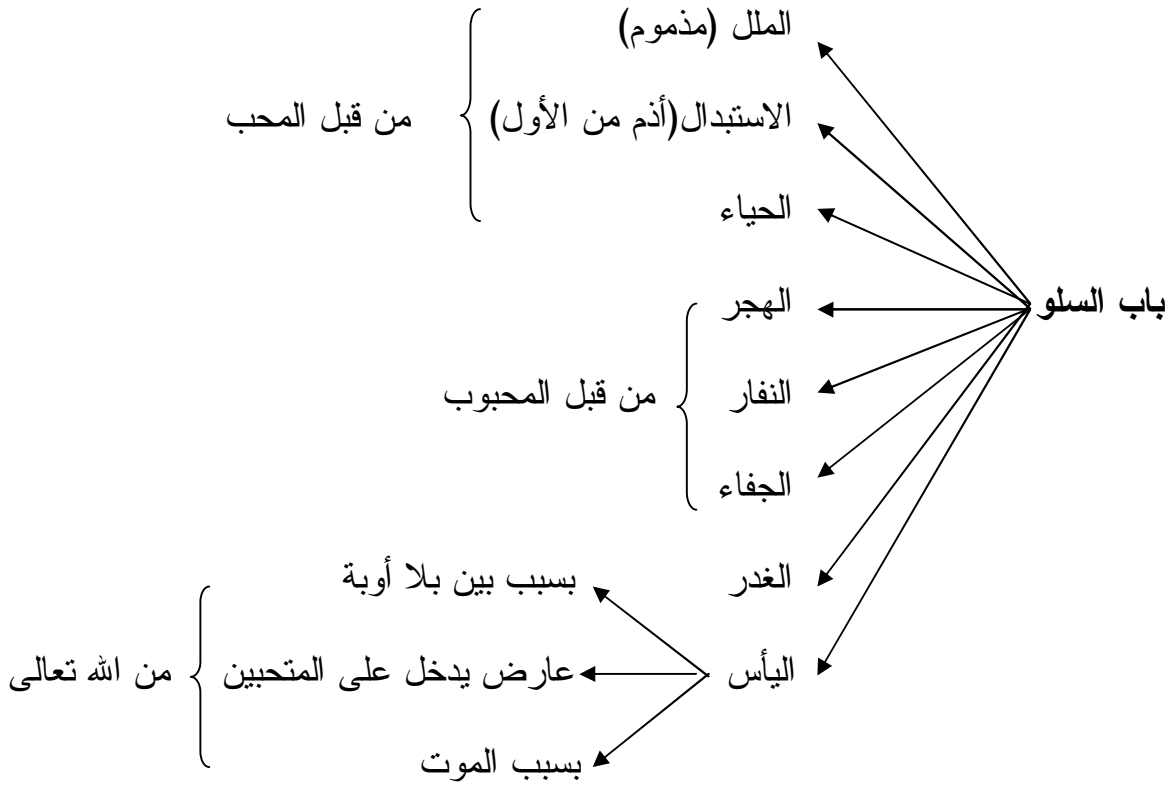 الملل (مذموم)
الاستبدال(أذم من الأول)
من قبل المحب
الحياء
باب السلو
الهجر
النفار
من قبل المحبوب
الجفاء
الغدر
بسبب بين بلا أوبة
اليأس
عارض يدخل على المتحبين
من الله تعالى
بسبب الموت